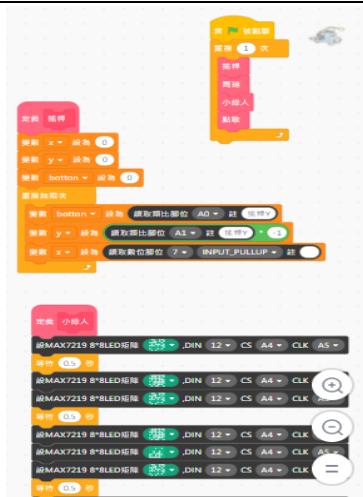 當 被點擊
重複 1 次
搖桿
周塗
小綠人
點歌
定義 搖桿
變數 x 設為 0
變數 y 設為 0
變數 botton 設為 0
重複無限次
變數 botton 設為 讀取類比腳位 A0 註 搖桿Y
變數 y 設為 讀取類比腳位 A1 註 搖桿Y * -1
變數 x 設為 讀取數位腳位 7 INPUT_PULLUP 註
定義 小綠人
設MAX7219 8*8LED矩陣 ,DIN 12 CS A4 CLK A5
等待 0.5 秒
設MAX7219 8*8LED矩陣 ,DIN 12 CS A4 CLK
設MAX7219 8*8LED矩陣 ,DIN 12 CS A4 CLK A5
等待 0.5 秒
設MAX7219 8*8LED矩陣 ,DIN 12 CS A4 CLK
設MAX7219 8*8LED矩陣 ,DIN 12 CS A4 CLK A5
設MAX7219 8*8LED矩陣 ,DIN 12 CS A4 CLK
等待 0.5 秒